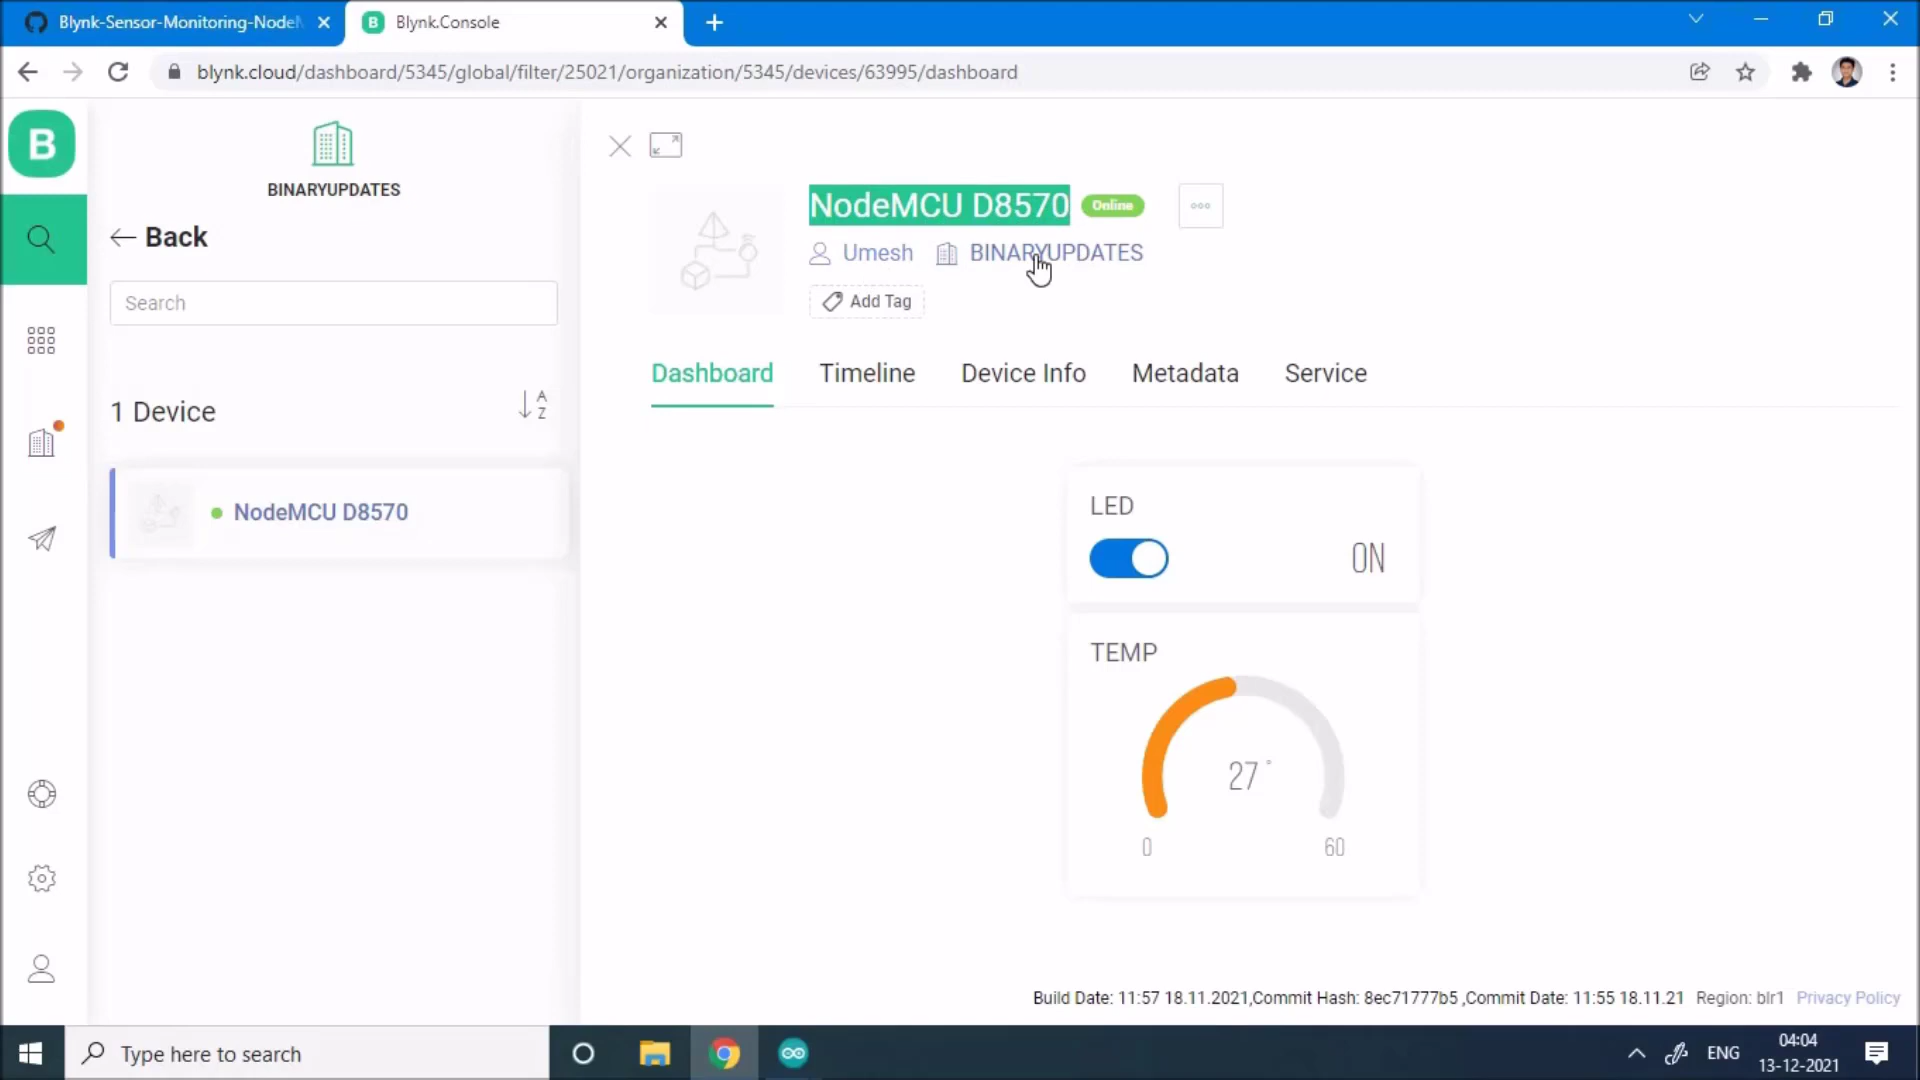 Blynk-Sensor-Monitoring-NodeM
B
Blynk.Console
blynk.cloud/dashboard/5345/global/filter/25021/organization/5345/devices/63995/dashboard
B
BINARYUPDATES
Back
Search
1 Device
A
Z
NodeMCU D8570
NodeMCU D8570
Online
Umesh
BINARYUPDATES
Add Tag
Dashboard
Timeline
Device Info
Metadata
Service
LED
ON
TEMP
27°
0
60
Build Date: 11:57 18.11.2021,Commit Hash: 8ec71777b5 ,Commit Date: 11:55 18.11.21 Region: blr1 Privacy Policy
Type here to search
ENG
04:04
13-12-2021